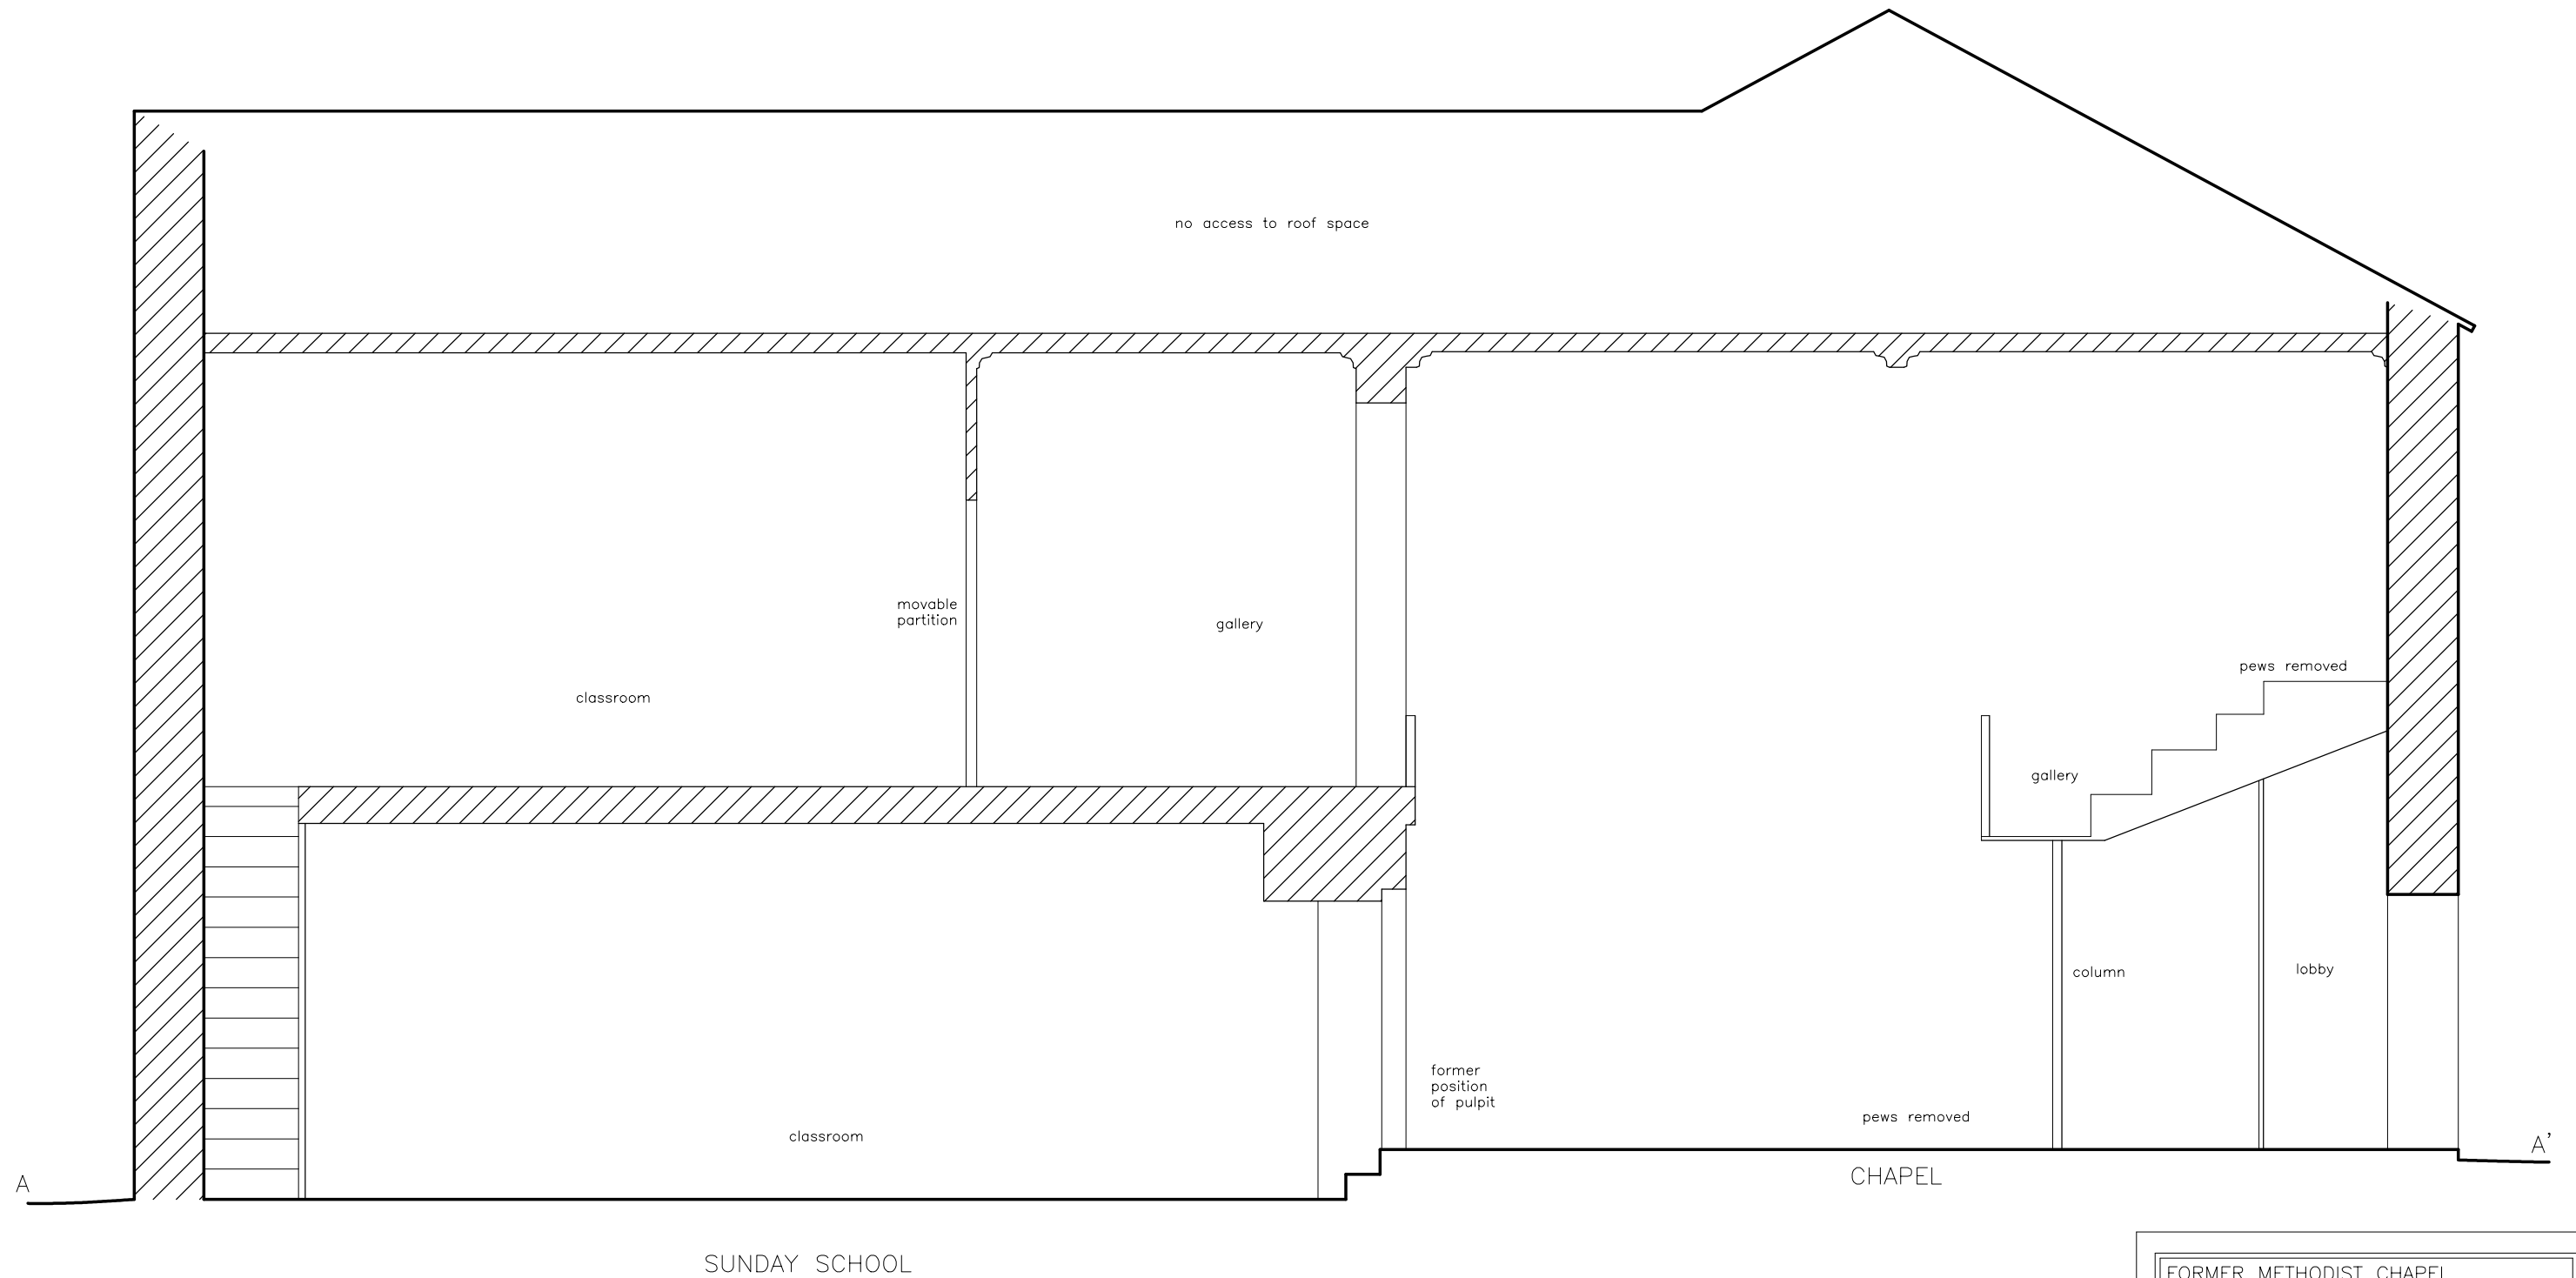 no access to roof space
movable
partition
gallery
classroom
pews removed
gallery
column
lobby
former
position
of pulpit
pews removed
classroom
A
A'
CHAPEL
SUNDAY SCHOOL
FORMER METHODIST CHAPEL